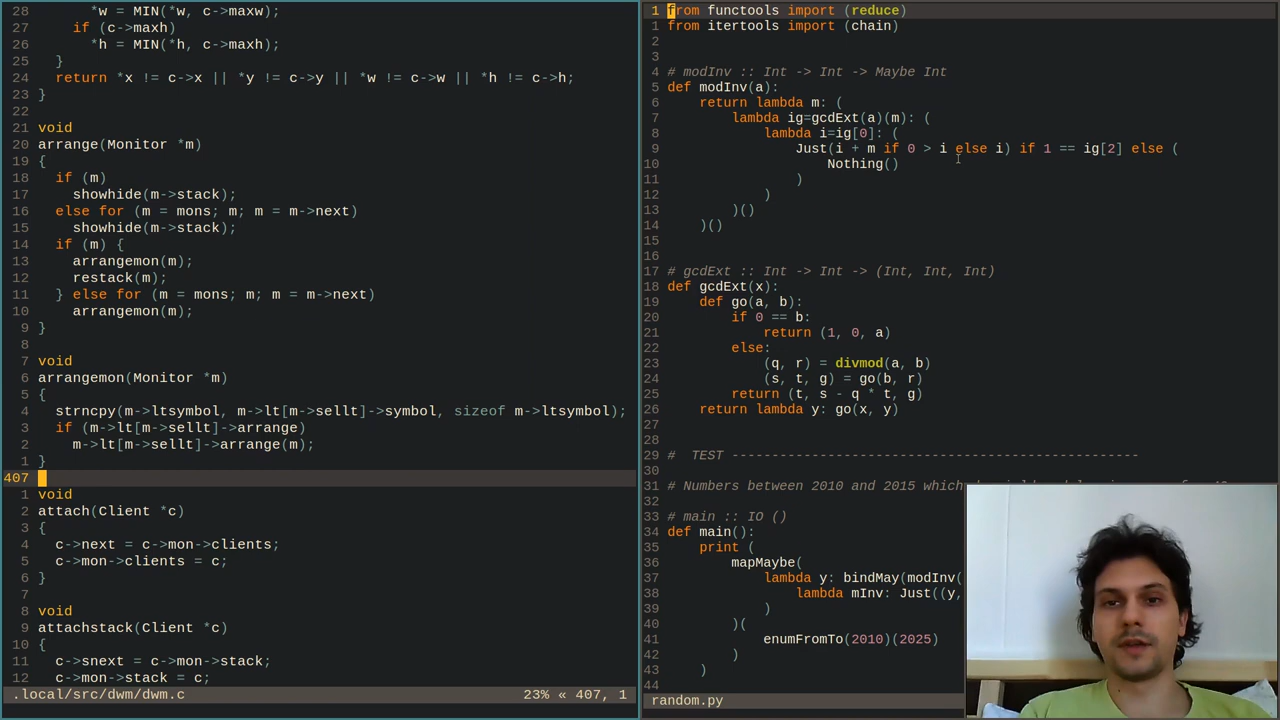 28       *w = MIN(*w, c->maxw);
27     if (c->maxh)
26       *h = MIN(*h, c->maxh);
25   }
24   return *x != c->x || *y != c->y || *w != c->w || *h != c->h;
23 }
22
21 void
20 arrange(Monitor *m)
19 {
18   if (m)
17     showhide(m->stack);
16   else for (m = mons; m; m = m->next)
15     showhide(m->stack);
14   if (m) {
13     arrangemon(m);
12     restack(m);
11   } else for (m = mons; m; m = m->next)
10     arrangemon(m);
9 }
8
7 void
6 arrangemon(Monitor *m)
5 {
4   strncpy(m->ltsymbol, m->lt[m->sellt]->symbol, sizeof m->ltsymbol);
3   if (m->lt[m->sellt]->arrange)
2     m->lt[m->sellt]->arrange(m);
1 }
407
1 void
2 attach(Client *c)
3 {
4   c->next = c->mon->clients;
5   c->mon->clients = c;
6 }
7
8 void
9 attachstack(Client *c)
10 {
11   c->snext = c->mon->stack;
12   c->mon->stack = c;
.local/src/dwm/dwm.c 23% « 407, 1
1 from functools import (reduce)
1 from itertools import (chain)
2
3
4 # modInv :: Int -> Int -> Maybe Int
5 def modInv(a):
6     return lambda m: (
7         lambda ig=gcdExt(a)(m): (
8             lambda i=ig[0]: (
9                 Just(i + m if 0 > i else i) if 1 == ig[2] else (
10                     Nothing()
11                 )
12             )
13         )()
14     )()
15
16
17 # gcdExt :: Int -> Int -> (Int, Int, Int)
18 def gcdExt(x):
19     def go(a, b):
20         if 0 == b:
21             return (1, 0, a)
22         else:
23             (q, r) = divmod(a, b)
24             (s, t, g) = go(b, r)
25         return (t, s - q * t, g)
26     return lambda y: go(x, y)
27
28
29 #  TEST ---------------------------------------------------
30
31 # Numbers between 2010 and 2015 which
32
33 # main :: IO ()
34 def main():
35     print (
36         mapMaybe(
37             lambda y: bindMay(modInv(
38                 lambda mInv: Just((y,
39             )
40         )(
41             enumFromTo(2010)(2025)
42         )
43     )
44
random.py